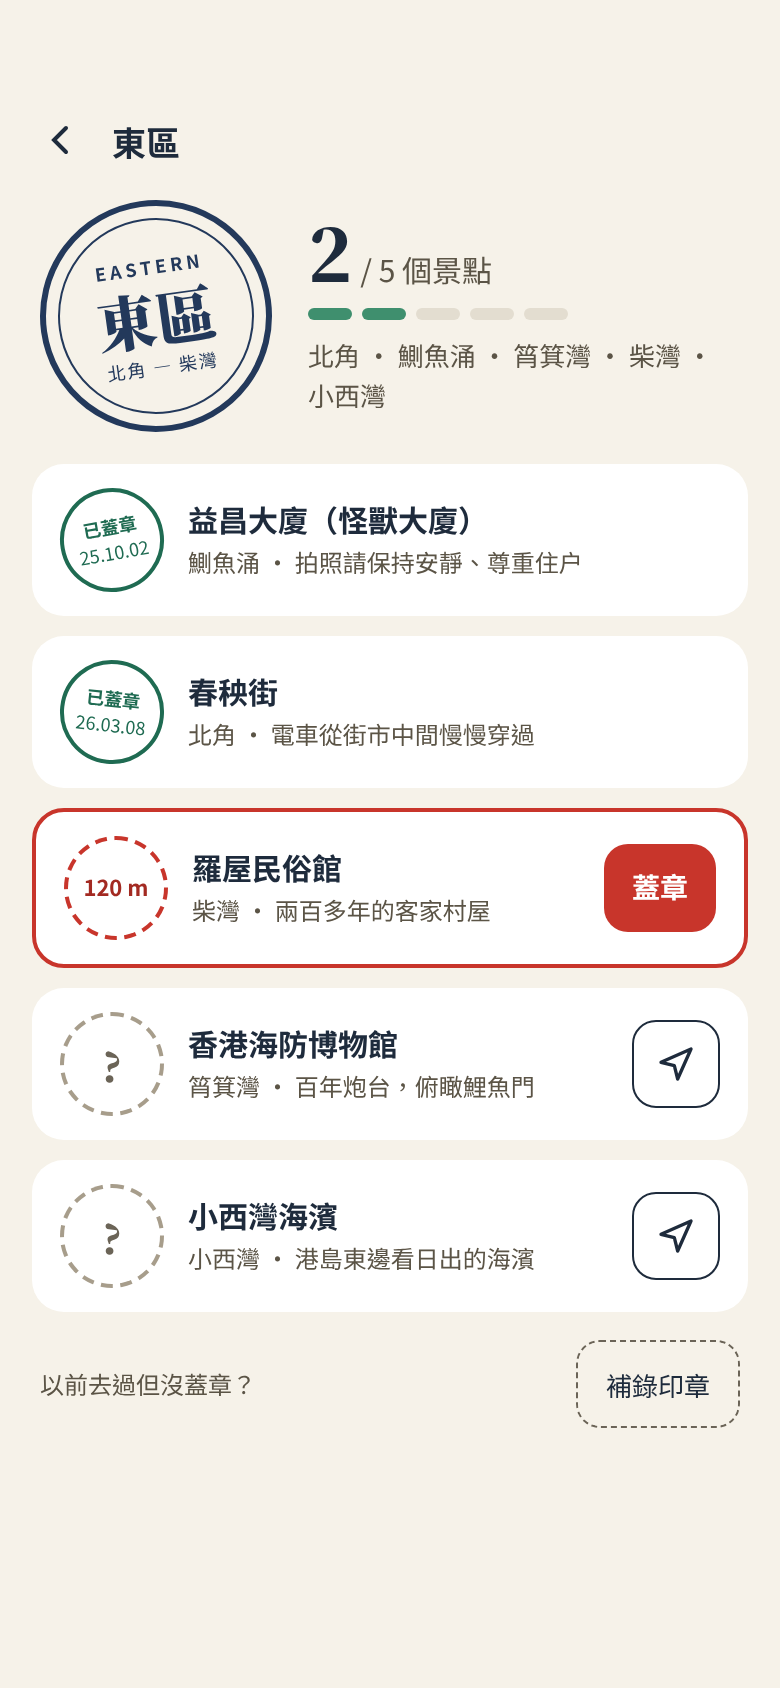 東區
EASTERN
東區
北角 — 柴灣
2 / 5 個景點
北角 • 鰂魚涌 • 筲箕灣 • 柴灣 •
小西灣
已蓋章
25.10.02
益昌大廈（怪獸大廈）
鰂魚涌 • 拍照請保持安靜、尊重住户
已蓋章
26.03.08
春秧街
北角 • 電車從街市中間慢慢穿過
120 m
羅屋民俗館
柴灣 • 兩百多年的客家村屋
蓋章
?
香港海防博物館
筲箕灣 • 百年炮台，俯瞰鯉魚門
?
小西灣海濱
小西灣 • 港島東邊看日出的海濱
以前去過但沒蓋章？
補錄印章